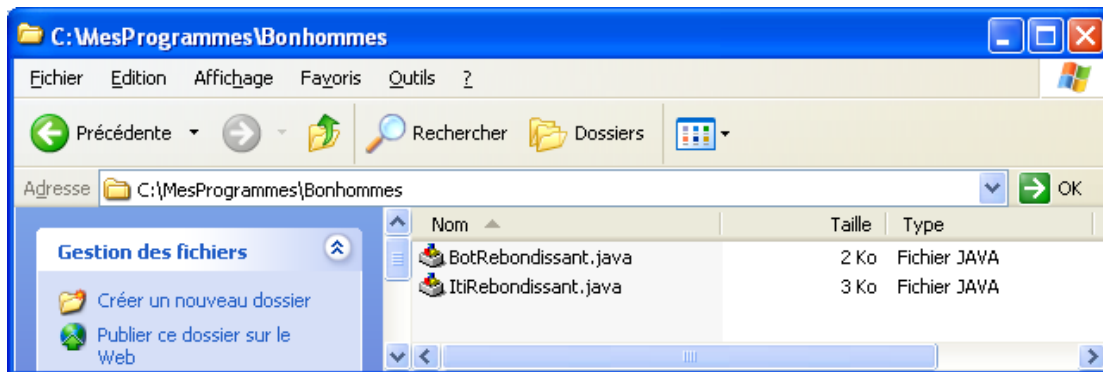 C:\MesProgrammes\Bonhommes
Fichier Edition Affichage Favoris Outils ?
Précédente Rechercher Dossiers
Adresse C:\MesProgrammes\Bonhommes OK
Nom Taille Type
Gestion des fichiers
BotRebondissant.java 2 Ko Fichier JAVA
ItiRebondissant.java 3 Ko Fichier JAVA
Créer un nouveau dossier
Publier ce dossier sur le
Web